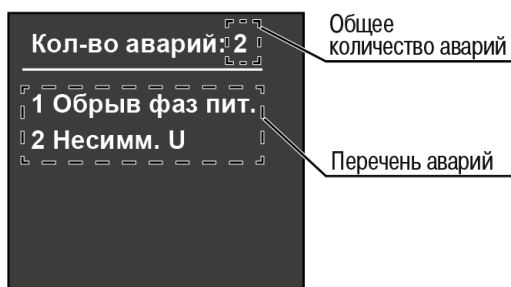 Кол-во аварий: 2
Общее
количество аварий
1 Обрыв фаз пит.
2 Несимм. U
Перечень аварий